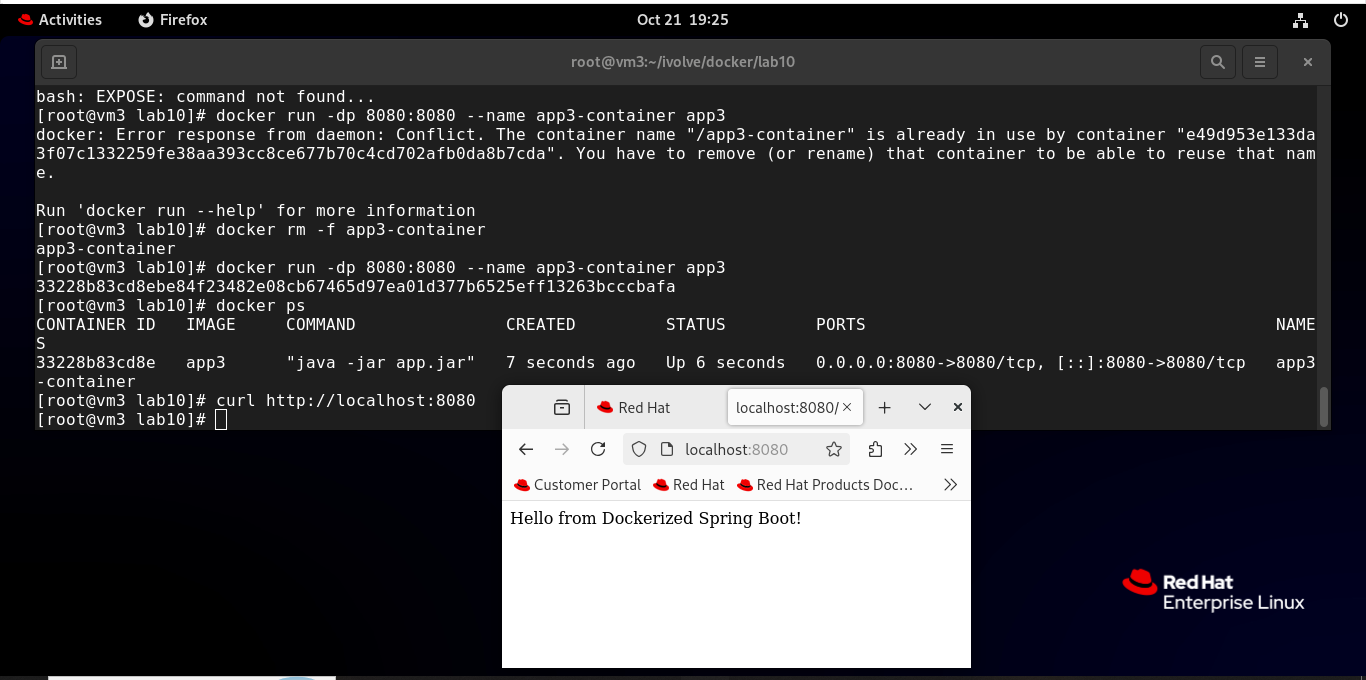 Activities Firefox Oct 21 19:25
root@vm3:~/ivolve/docker/lab10
bash: EXPOSE: command not found...
[root@vm3 lab10]# docker run -dp 8080:8080 --name app3-container app3
docker: Error response from daemon: Conflict. The container name "/app3-container" is already in use by container "e49d953e133da
3f07c1332259fe38aa393cc8ce677b70c4cd702afb0da8b7cda". You have to remove (or rename) that container to be able to reuse that nam
e.
Run 'docker run --help' for more information
[root@vm3 lab10]# docker rm -f app3-container
app3-container
[root@vm3 lab10]# docker run -dp 8080:8080 --name app3-container app3
33228b83cd8ebe84f23482e08cb67465d97ea01d377b6525eff13263bcccbafa
[root@vm3 lab10]# docker ps
CONTAINER ID   IMAGE     COMMAND               CREATED         STATUS         PORTS                                         NAME
S
33228b83cd8e   app3      "java -jar app.jar"   7 seconds ago   Up 6 seconds   0.0.0.0:8080->8080/tcp, [::]:8080->8080/tcp   app3
-container
[root@vm3 lab10]# curl http://localhost:8080
[root@vm3 lab10]#
Red Hat localhost:8080/
localhost:8080
Customer Portal Red Hat Red Hat Products Doc...
Hello from Dockerized Spring Boot!
Red Hat
Enterprise Linux